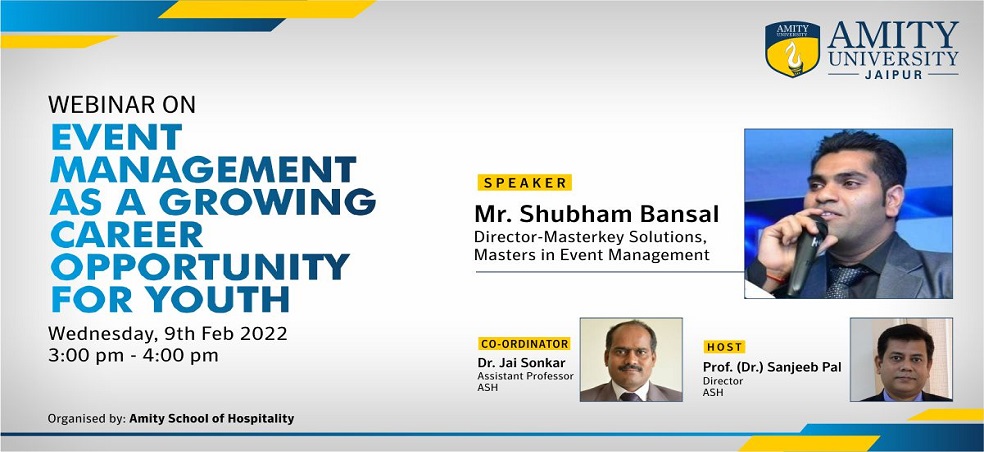 AMITY
UNIVERSITY
AMITY
UNIVERSITY
JAIPUR
WEBINAR ON
EVENT
MANAGEMENT
AS A GROWING
CAREER
OPPORTUNITY
FOR YOUTH
Wednesday, 9th Feb 2022
3:00 pm - 4:00 pm
SPEAKER
Mr. Shubham Bansal
Director-Masterkey Solutions,
Masters in Event Management
CO-ORDINATOR
Dr. Jai Sonkar
Assistant Professor
ASH
HOST
Prof. (Dr.) Sanjeeb Pal
Director
ASH
Organised by: Amity School of Hospitality